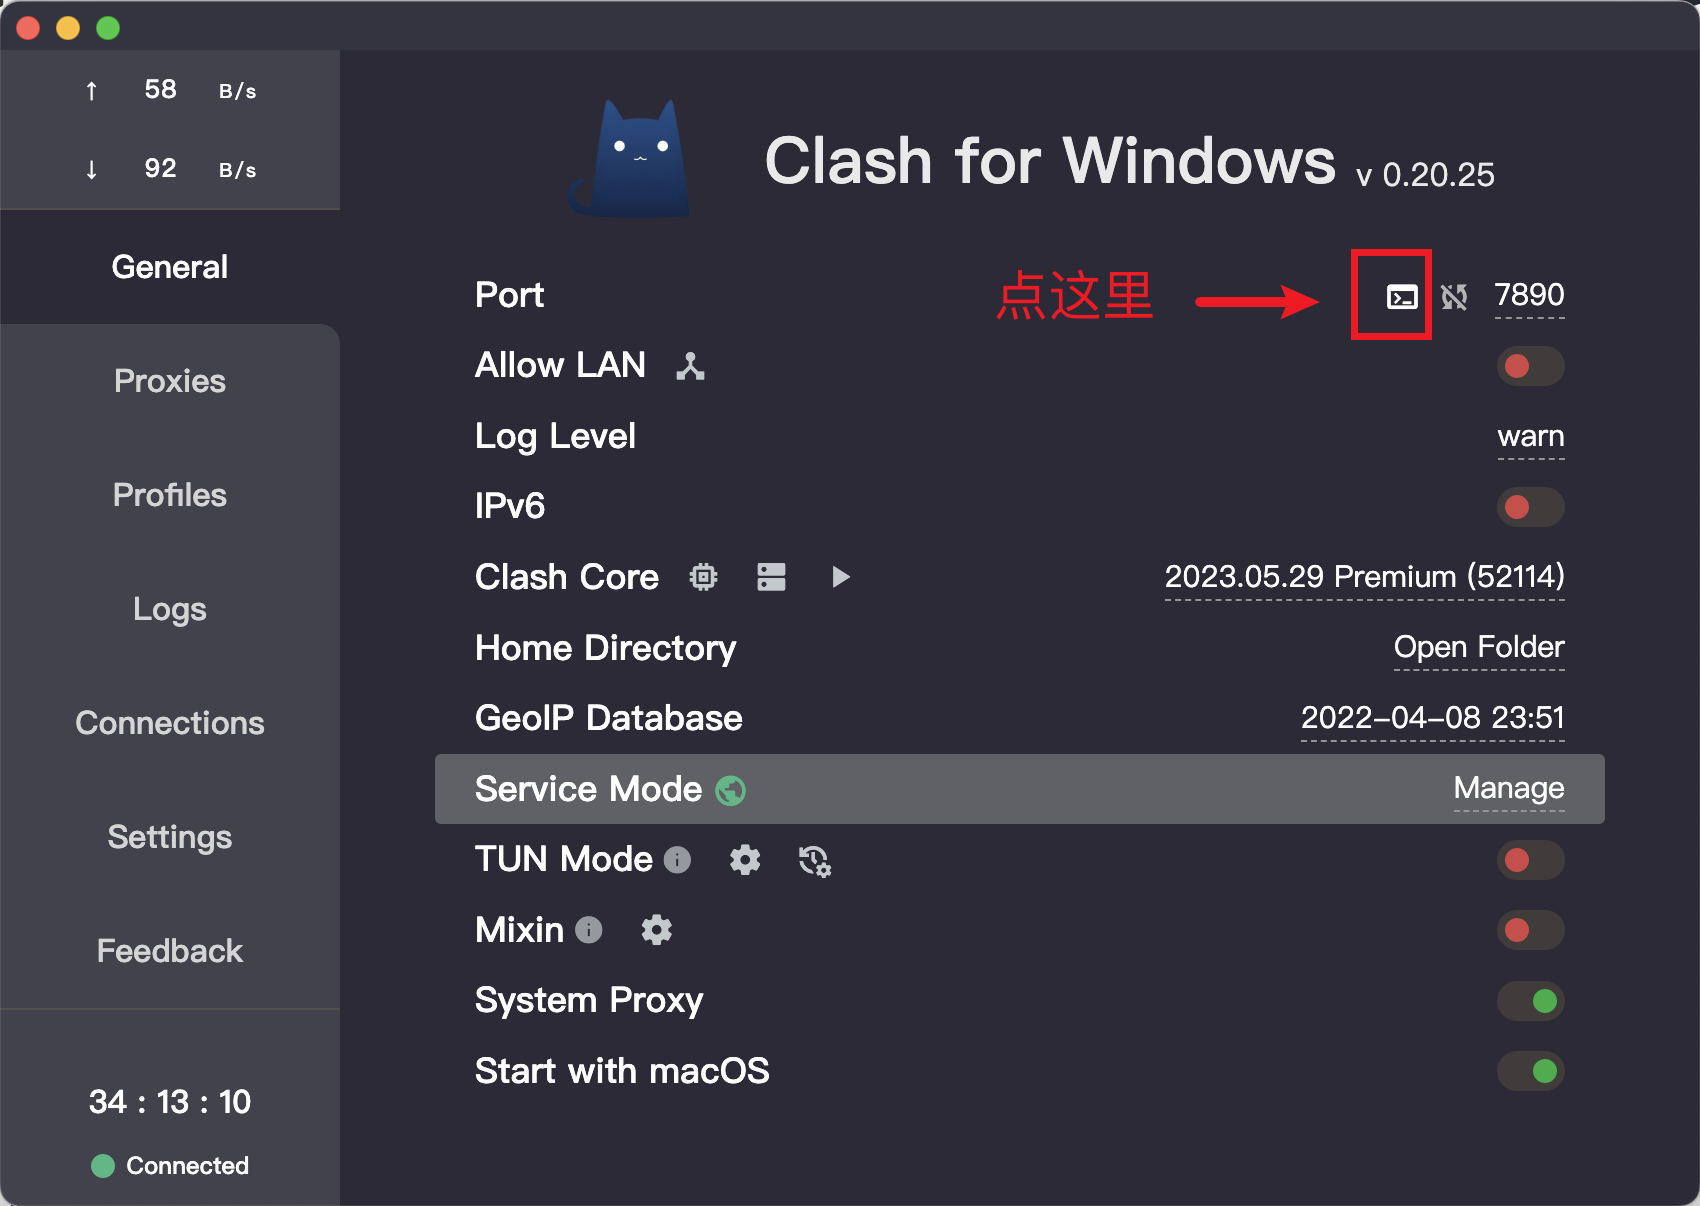 ↑ 58 B/s
↓ 92 B/s
General
Proxies
Profiles
Logs
Connections
Settings
Feedback
34 : 13 : 10
Connected
Clash for Windows v 0.20.25
Port 点这里 7890
Allow LAN
Log Level warn
IPv6
Clash Core 2023.05.29 Premium (52114)
Home Directory Open Folder
GeoIP Database 2022-04-08 23:51
Service Mode Manage
TUN Mode
Mixin
System Proxy
Start with macOS